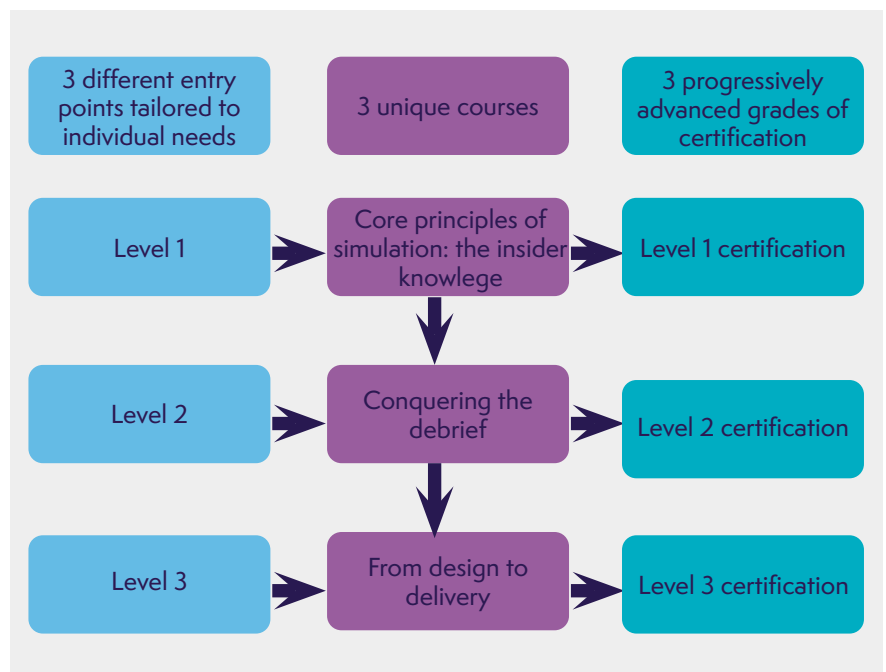 3 different entry
points tailored to
individual needs
3 unique courses
3 progressively
advanced grades of
certification
Level 1
Core principles of
simulation: the insider
knowlege
Level 1 certification
Level 2
Conquering the
debrief
Level 2 certification
Level 3
From design to
delivery
Level 3 certification